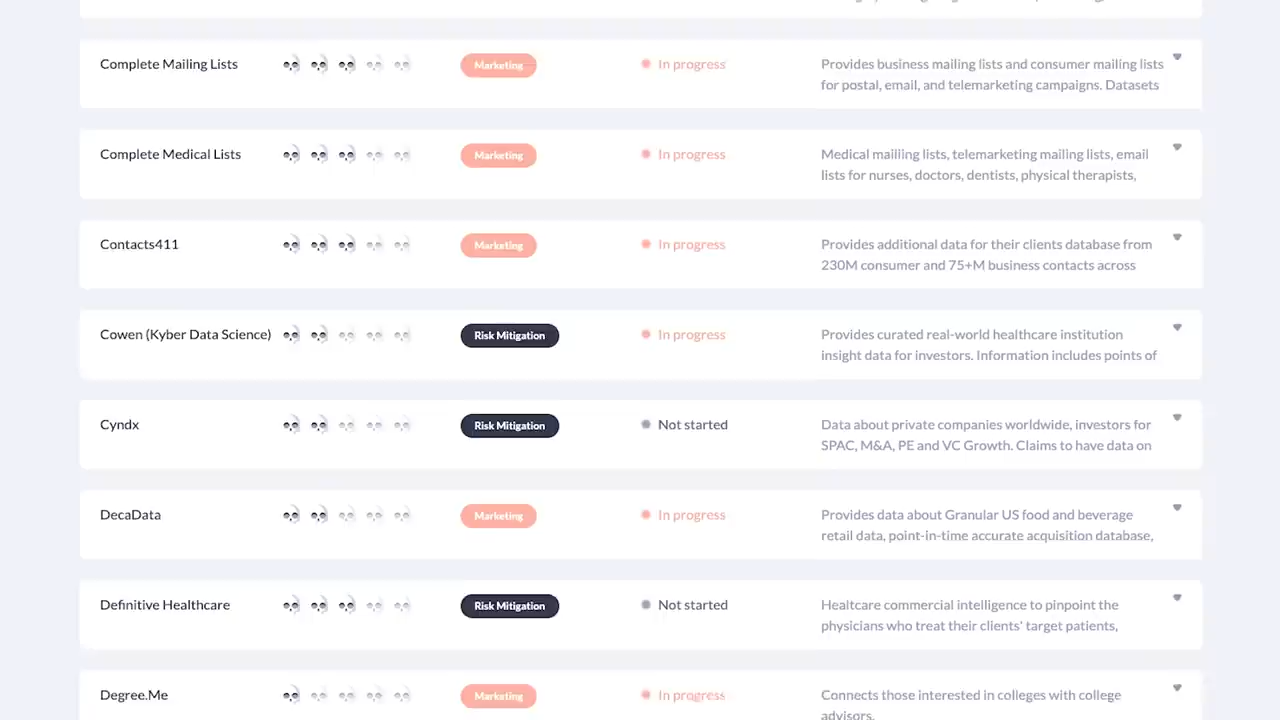 Complete Mailing Lists
Marketing
In progress
Provides business mailing lists and consumer mailing lists
for postal, email, and telemarketing campaigns. Datasets
Complete Medical Lists
Marketing
In progress
Medical mailiing lists, telemarketing mailing lists, email
lists for nurses, doctors, dentists, physical therapists,
Contacts411
Marketing
In progress
Provides additional data for their clients database from
230M consumer and 75+M business contacts across
Cowen (Kyber Data Science)
Risk Mitigation
In progress
Provides curated real-world healthcare institution
insight data for investors. Information includes points of
Cyndx
Risk Mitigation
Not started
Data about private companies worldwide, investors for
SPAC, M&A, PE and VC Growth. Claims to have data on
DecaData
Marketing
In progress
Provides data about Granular US food and beverage
retail data, point-in-time accurate acquisition database,
Definitive Healthcare
Risk Mitigation
Not started
Healtcare commercial intelligence to pinpoint the
physicians who treat their clients' target patients,
Degree.Me
Marketing
In progress
Connects those interested in colleges with college
advisors.